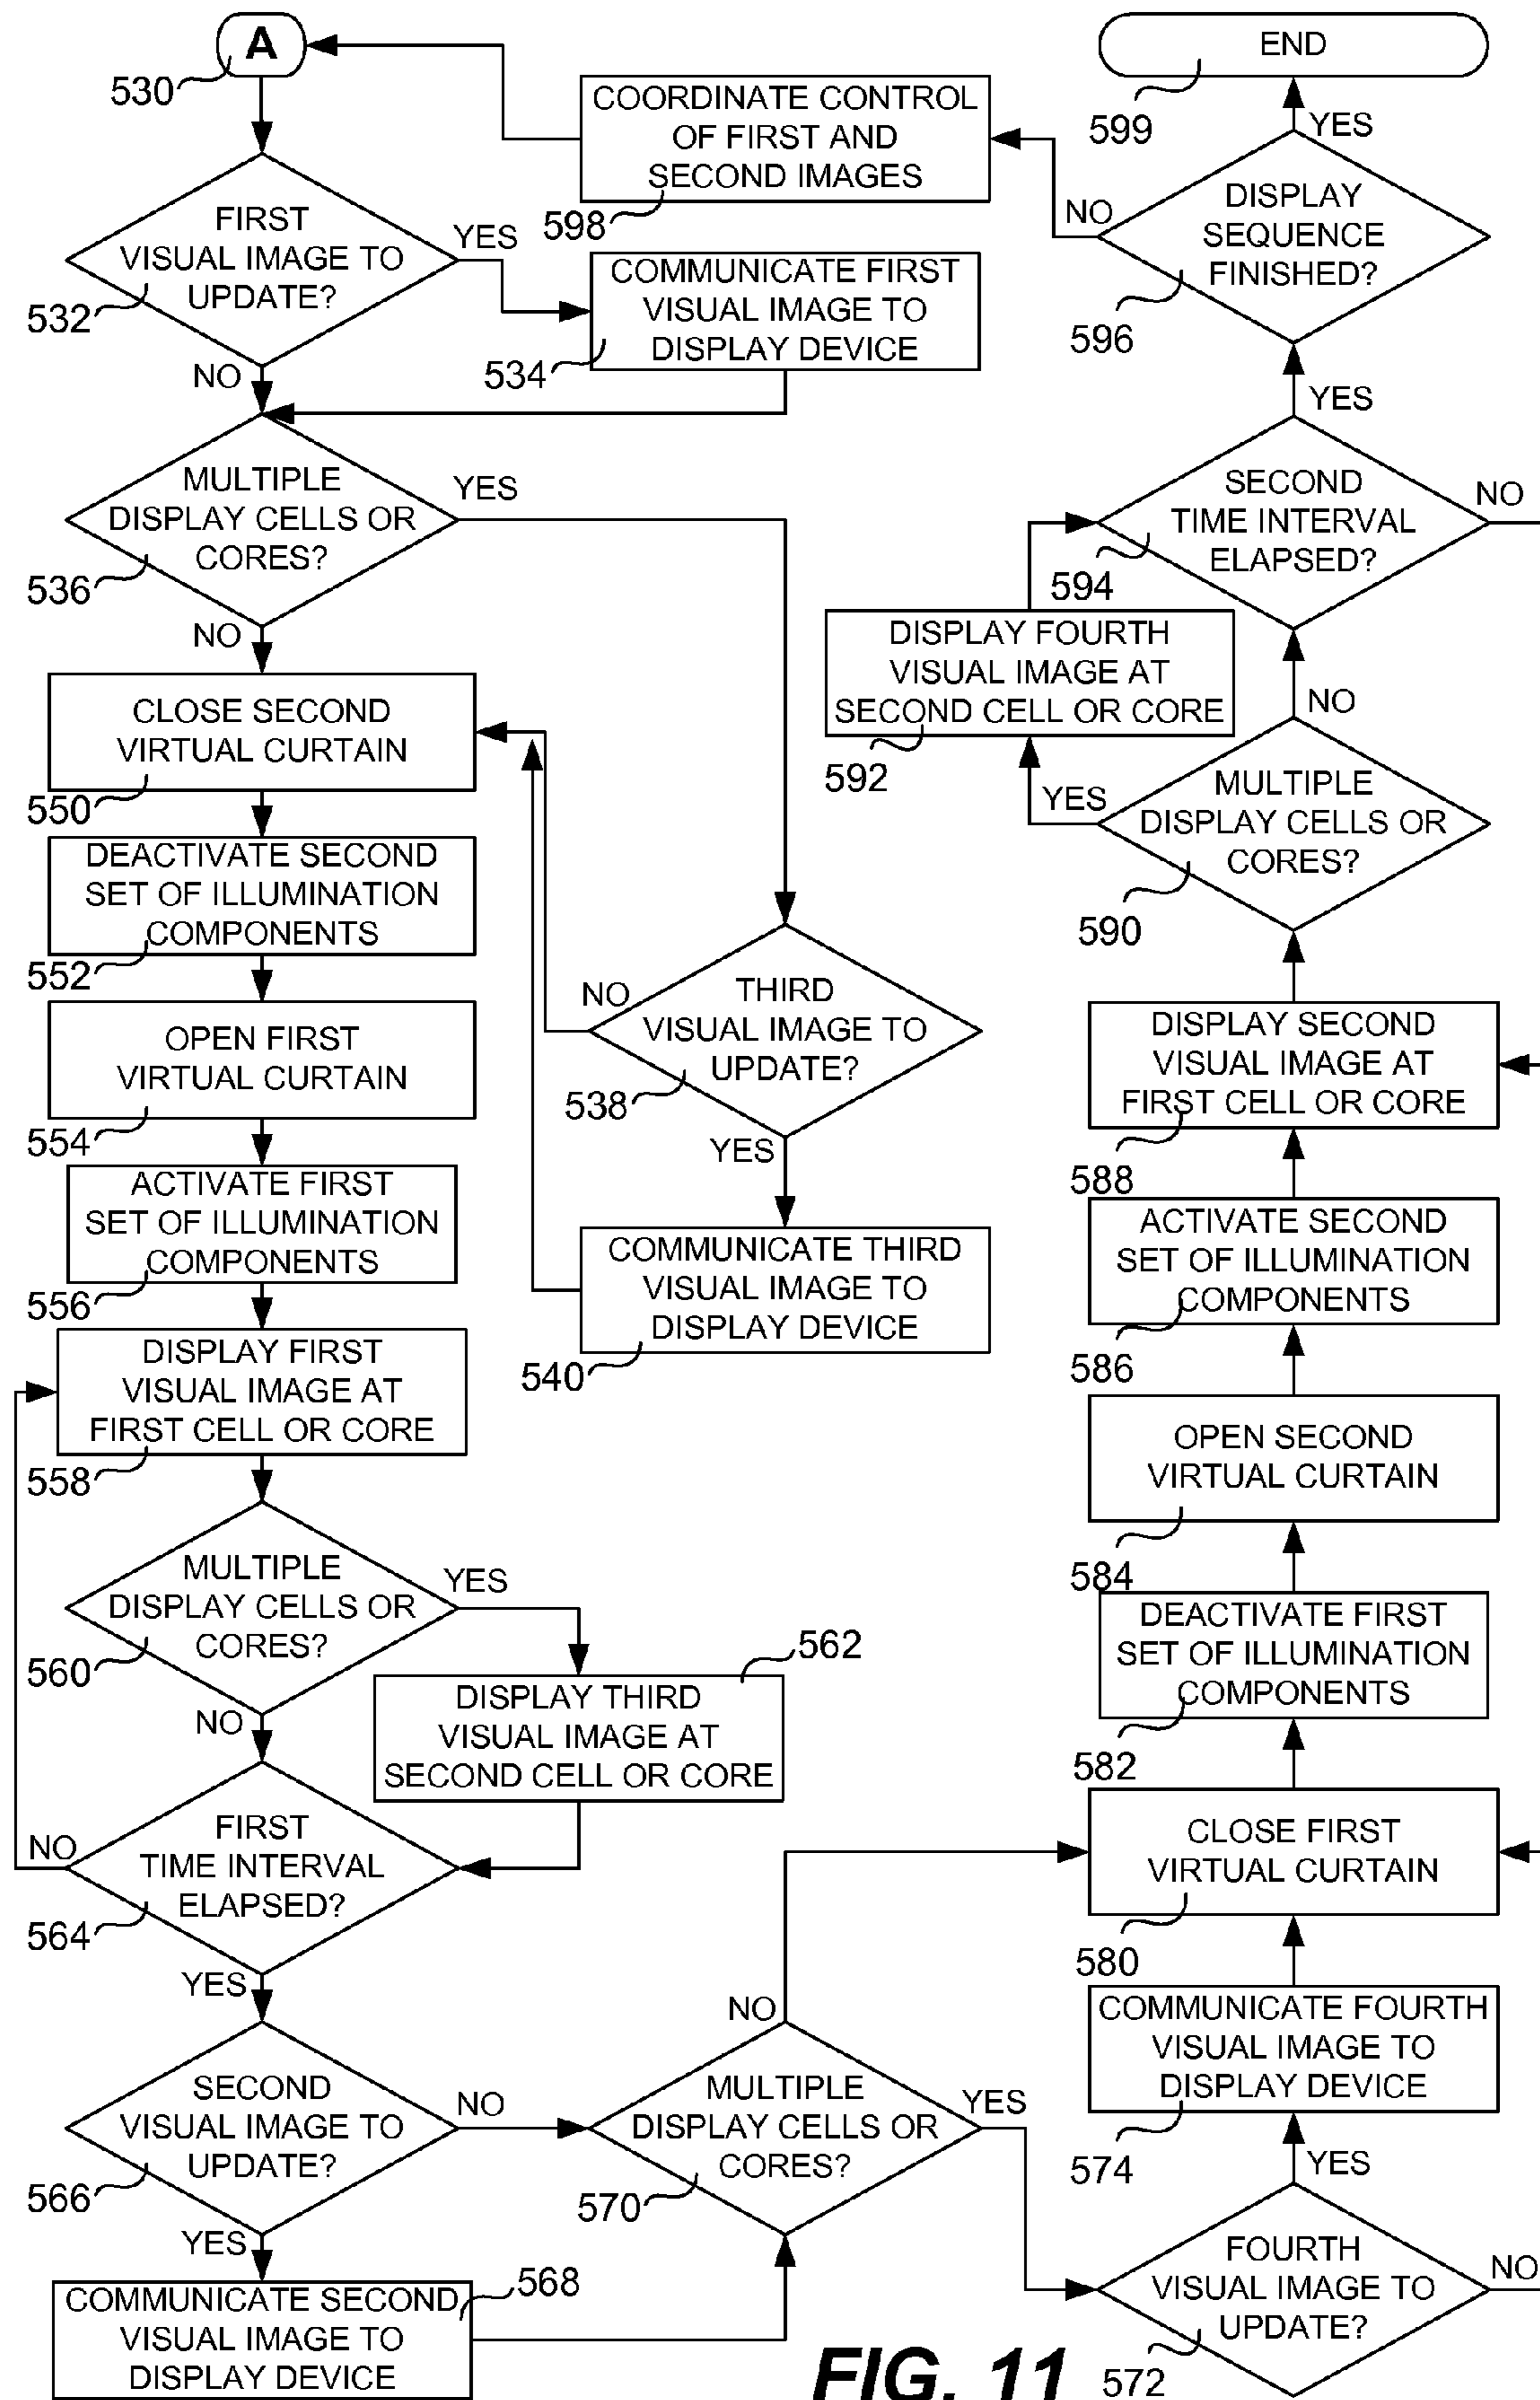 A
530
COORDINATE CONTROL
OF FIRST AND
SECOND IMAGES
598
END
599
YES
DISPLAY
SEQUENCE
FINISHED?
NO
596
FIRST
VISUAL IMAGE TO
UPDATE?
YES
532
NO
COMMUNICATE FIRST
VISUAL IMAGE TO
DISPLAY DEVICE
534
MULTIPLE
DISPLAY CELLS OR
CORES?
YES
536
NO
CLOSE SECOND
VIRTUAL CURTAIN
550
DEACTIVATE SECOND
SET OF ILLUMINATION
COMPONENTS
552
OPEN FIRST
VIRTUAL CURTAIN
554
ACTIVATE FIRST
SET OF ILLUMINATION
COMPONENTS
556
DISPLAY FIRST
VISUAL IMAGE AT
FIRST CELL OR CORE
558
MULTIPLE
DISPLAY CELLS OR
CORES?
YES
560
NO
562
DISPLAY THIRD
VISUAL IMAGE AT
SECOND CELL OR CORE
FIRST
TIME INTERVAL
ELAPSED?
NO
564
YES
SECOND
VISUAL IMAGE TO
UPDATE?
NO
566
YES
COMMUNICATE SECOND
VISUAL IMAGE TO
DISPLAY DEVICE
568
THIRD
VISUAL IMAGE TO
UPDATE?
NO
538
YES
COMMUNICATE THIRD
VISUAL IMAGE TO
DISPLAY DEVICE
540
NO
MULTIPLE
DISPLAY CELLS OR
CORES?
YES
570
YES
SECOND
TIME INTERVAL
ELAPSED?
NO
594
DISPLAY FOURTH
VISUAL IMAGE AT
SECOND CELL OR CORE
592
NO
YES
MULTIPLE
DISPLAY CELLS OR
CORES?
590
DISPLAY SECOND
VISUAL IMAGE AT
FIRST CELL OR CORE
588
ACTIVATE SECOND
SET OF ILLUMINATION
COMPONENTS
586
OPEN SECOND
VIRTUAL CURTAIN
584
DEACTIVATE FIRST
SET OF ILLUMINATION
COMPONENTS
582
CLOSE FIRST
VIRTUAL CURTAIN
580
COMMUNICATE FOURTH
VISUAL IMAGE TO
DISPLAY DEVICE
574
YES
FOURTH
VISUAL IMAGE TO
UPDATE?
NO
572
FIG. 11